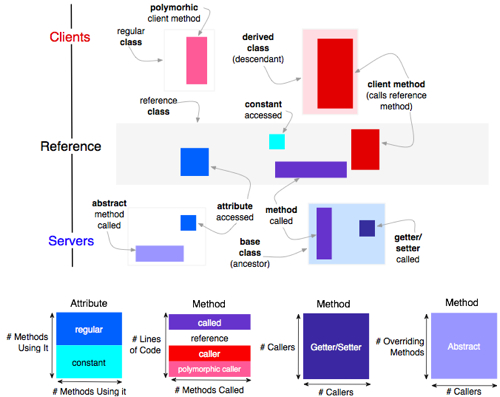 Clients
polymorhic
client method
regular
class
derived
class
(descendant)
client method
(calls reference
method)
reference
class
constant
accessed
Reference
abstract
method
called
attribute
accessed
method
called
base
class
(ancestor)
getter/
setter
called
Servers
Attribute
# Methods
Using It
regular
constant
# Methods Using it
Method
# Lines
of Code
called
reference
caller
polymorphic caller
# Methods Called
Method
# Callers
Getter/Setter
# Callers
Method
# Overriding
Methods
Abstract
# Callers